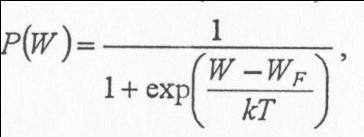 P(W) = 1 / (1 + exp((W − W_F) / kT)),